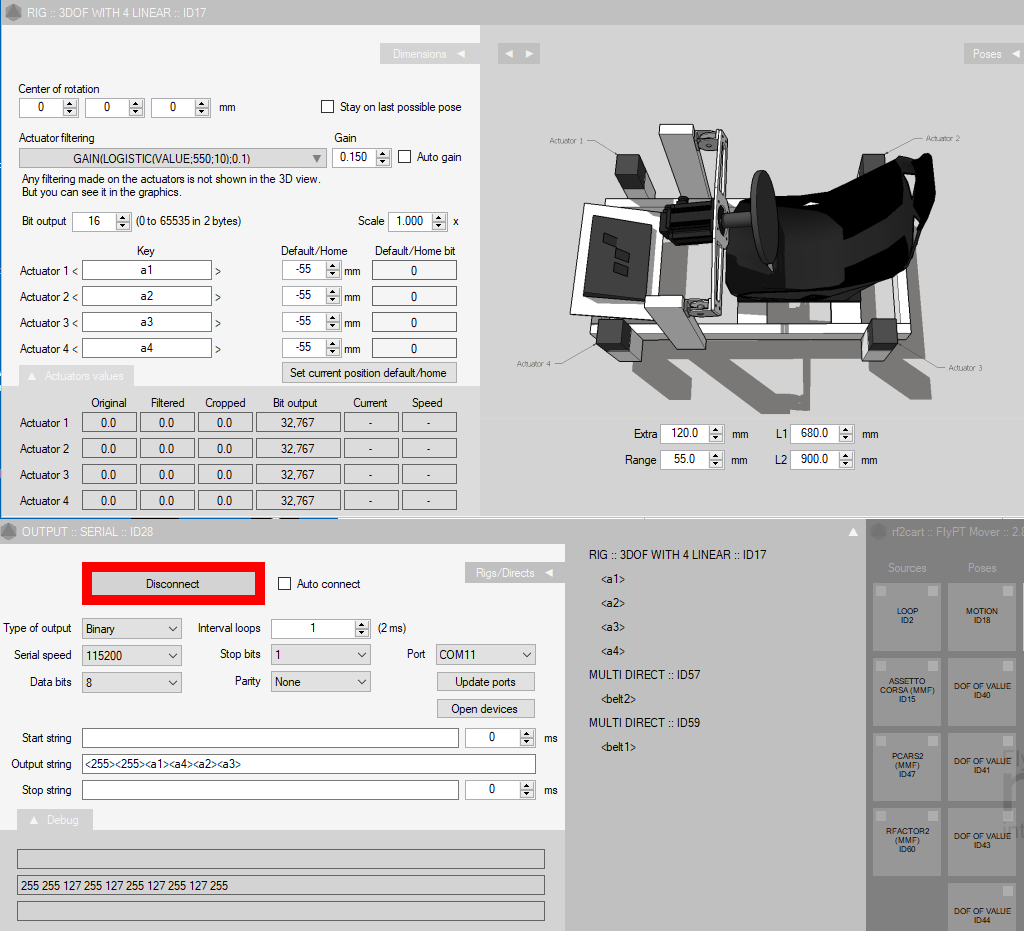 RIG :: 3DOF WITH 4 LINEAR :: ID17
Dimensions
Poses
Center of rotation
0 0 0 mm
Stay on last possible pose
Actuator filtering
Gain
GAIN(LOGISTIC(VALUE;550;10);0.1)
0.150
Auto gain
Any filtering made on the actuators is not shown in the 3D view.
But you can see it in the graphics.
Bit output 16 (0 to 65535 in 2 bytes)
Scale 1.000 x
Key Default/Home Default/Home bit
Actuator 1 < a1 > -55 mm 0
Actuator 2 < a2 > -55 mm 0
Actuator 3 < a3 > -55 mm 0
Actuator 4 < a4 > -55 mm 0
Set current position default/home
Actuators values
Original Filtered Cropped Bit output Current Speed
Actuator 1 0.0 0.0 0.0 32,767 - -
Actuator 2 0.0 0.0 0.0 32,767 - -
Actuator 3 0.0 0.0 0.0 32,767 - -
Actuator 4 0.0 0.0 0.0 32,767 - -
Actuator 1
Actuator 2
Actuator 4
Actuator 3
Extra 120.0 mm L1 680.0 mm
Range 55.0 mm L2 900.0 mm
OUTPUT :: SERIAL :: ID28
Disconnect
Auto connect
Rigs/Directs
Type of output Binary Interval loops 1 (2 ms)
Serial speed 115200 Stop bits 1 Port COM11
Data bits 8 Parity None Update ports
Open devices
Start string 0 ms
Output string <255><255><a1><a4><a2><a3>
Stop string 0 ms
Debug
255 255 127 255 127 255 127 255 127 255
RIG :: 3DOF WITH 4 LINEAR :: ID17
<a1>
<a2>
<a3>
<a4>
MULTI DIRECT :: ID57
<belt2>
MULTI DIRECT :: ID59
<belt1>
rf2cart :: FlyPT Mover :: 2.
Sources Poses
LOOP
ID2
MOTION
ID18
ASSETTO
CORSA (MMF)
ID15
DOF OF VALUE
ID40
PCARS2
(MMF)
ID47
DOF OF VALUE
ID41
RFACTOR2
(MMF)
ID60
DOF OF VALUE
ID43
DOF OF VALUE
ID44